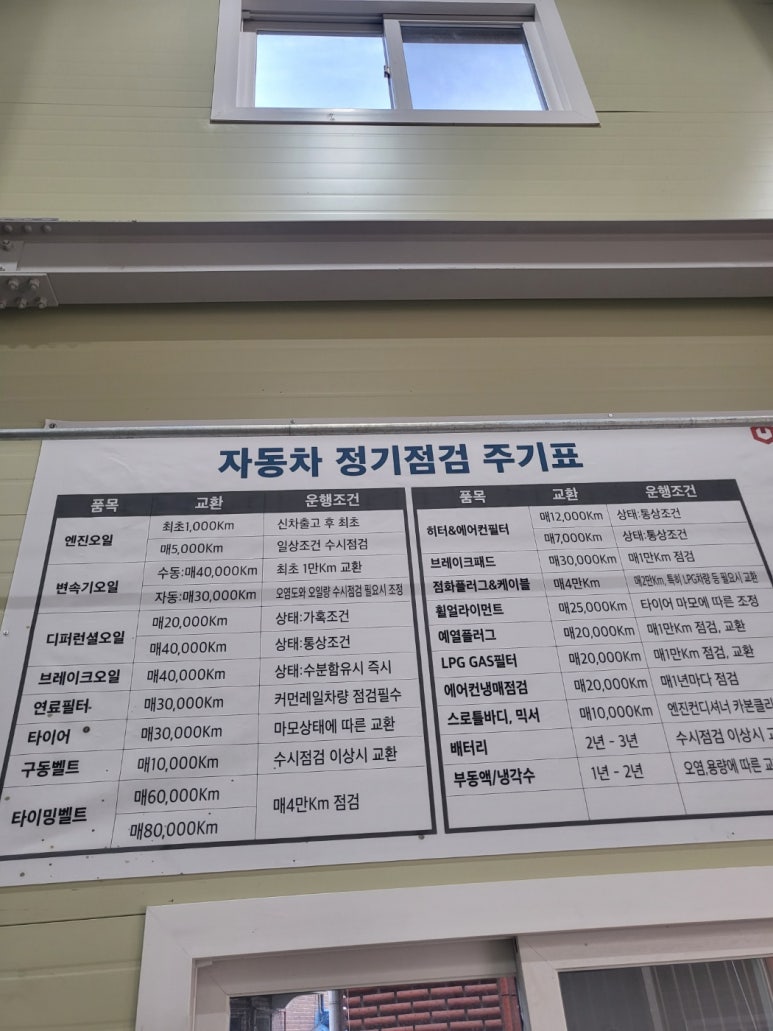 자동차 정기점검 주기표
품목 교환 운행조건
엔진오일 최초1,000Km 신차출고 후 최초
매5,000Km 일상조건 수시점검
변속기오일 수동:매40,000Km 최초 1만Km 교환
자동:매30,000Km 오염도와 오일량 수시점검 필요시 조정
디퍼런셜오일 매20,000Km 상태:가혹조건
매40,000Km 상태:통상조건
브레이크오일 매40,000Km 상태:수분함유시 즉시
연료필터 매30,000Km 커먼레일차량 점검필수
타이어 매30,000Km 마모상태에 따른 교환
구동벨트 매10,000Km 수시점검 이상시 교환
타이밍벨트 매60,000Km 매4만Km 점검
매80,000Km
품목 교환 운행조건
히터&에어컨필터 매12,000Km 상태:통상조건
매7,000Km 상태:통상조건
브레이크패드 매30,000Km 매1만Km 점검
점화플러그&케이블 매4만Km 매2만Km, 특히 LPG차량 등 필요시 교환
휠얼라이먼트 매25,000Km 타이어 마모에 따른 조정
예열플러그 매20,000Km 매1만Km 점검, 교환
LPG GAS필터 매20,000Km 매1만Km 점검, 교환
에어컨냉매점검 매20,000Km 매1년마다 점검
스로틀바디, 믹서 매10,000Km 엔진컨디셔너 카본클리
배터리 2년 - 3년 수시점검 이상시
부동액/냉각수 1년 - 2년 오염,용량에 따른